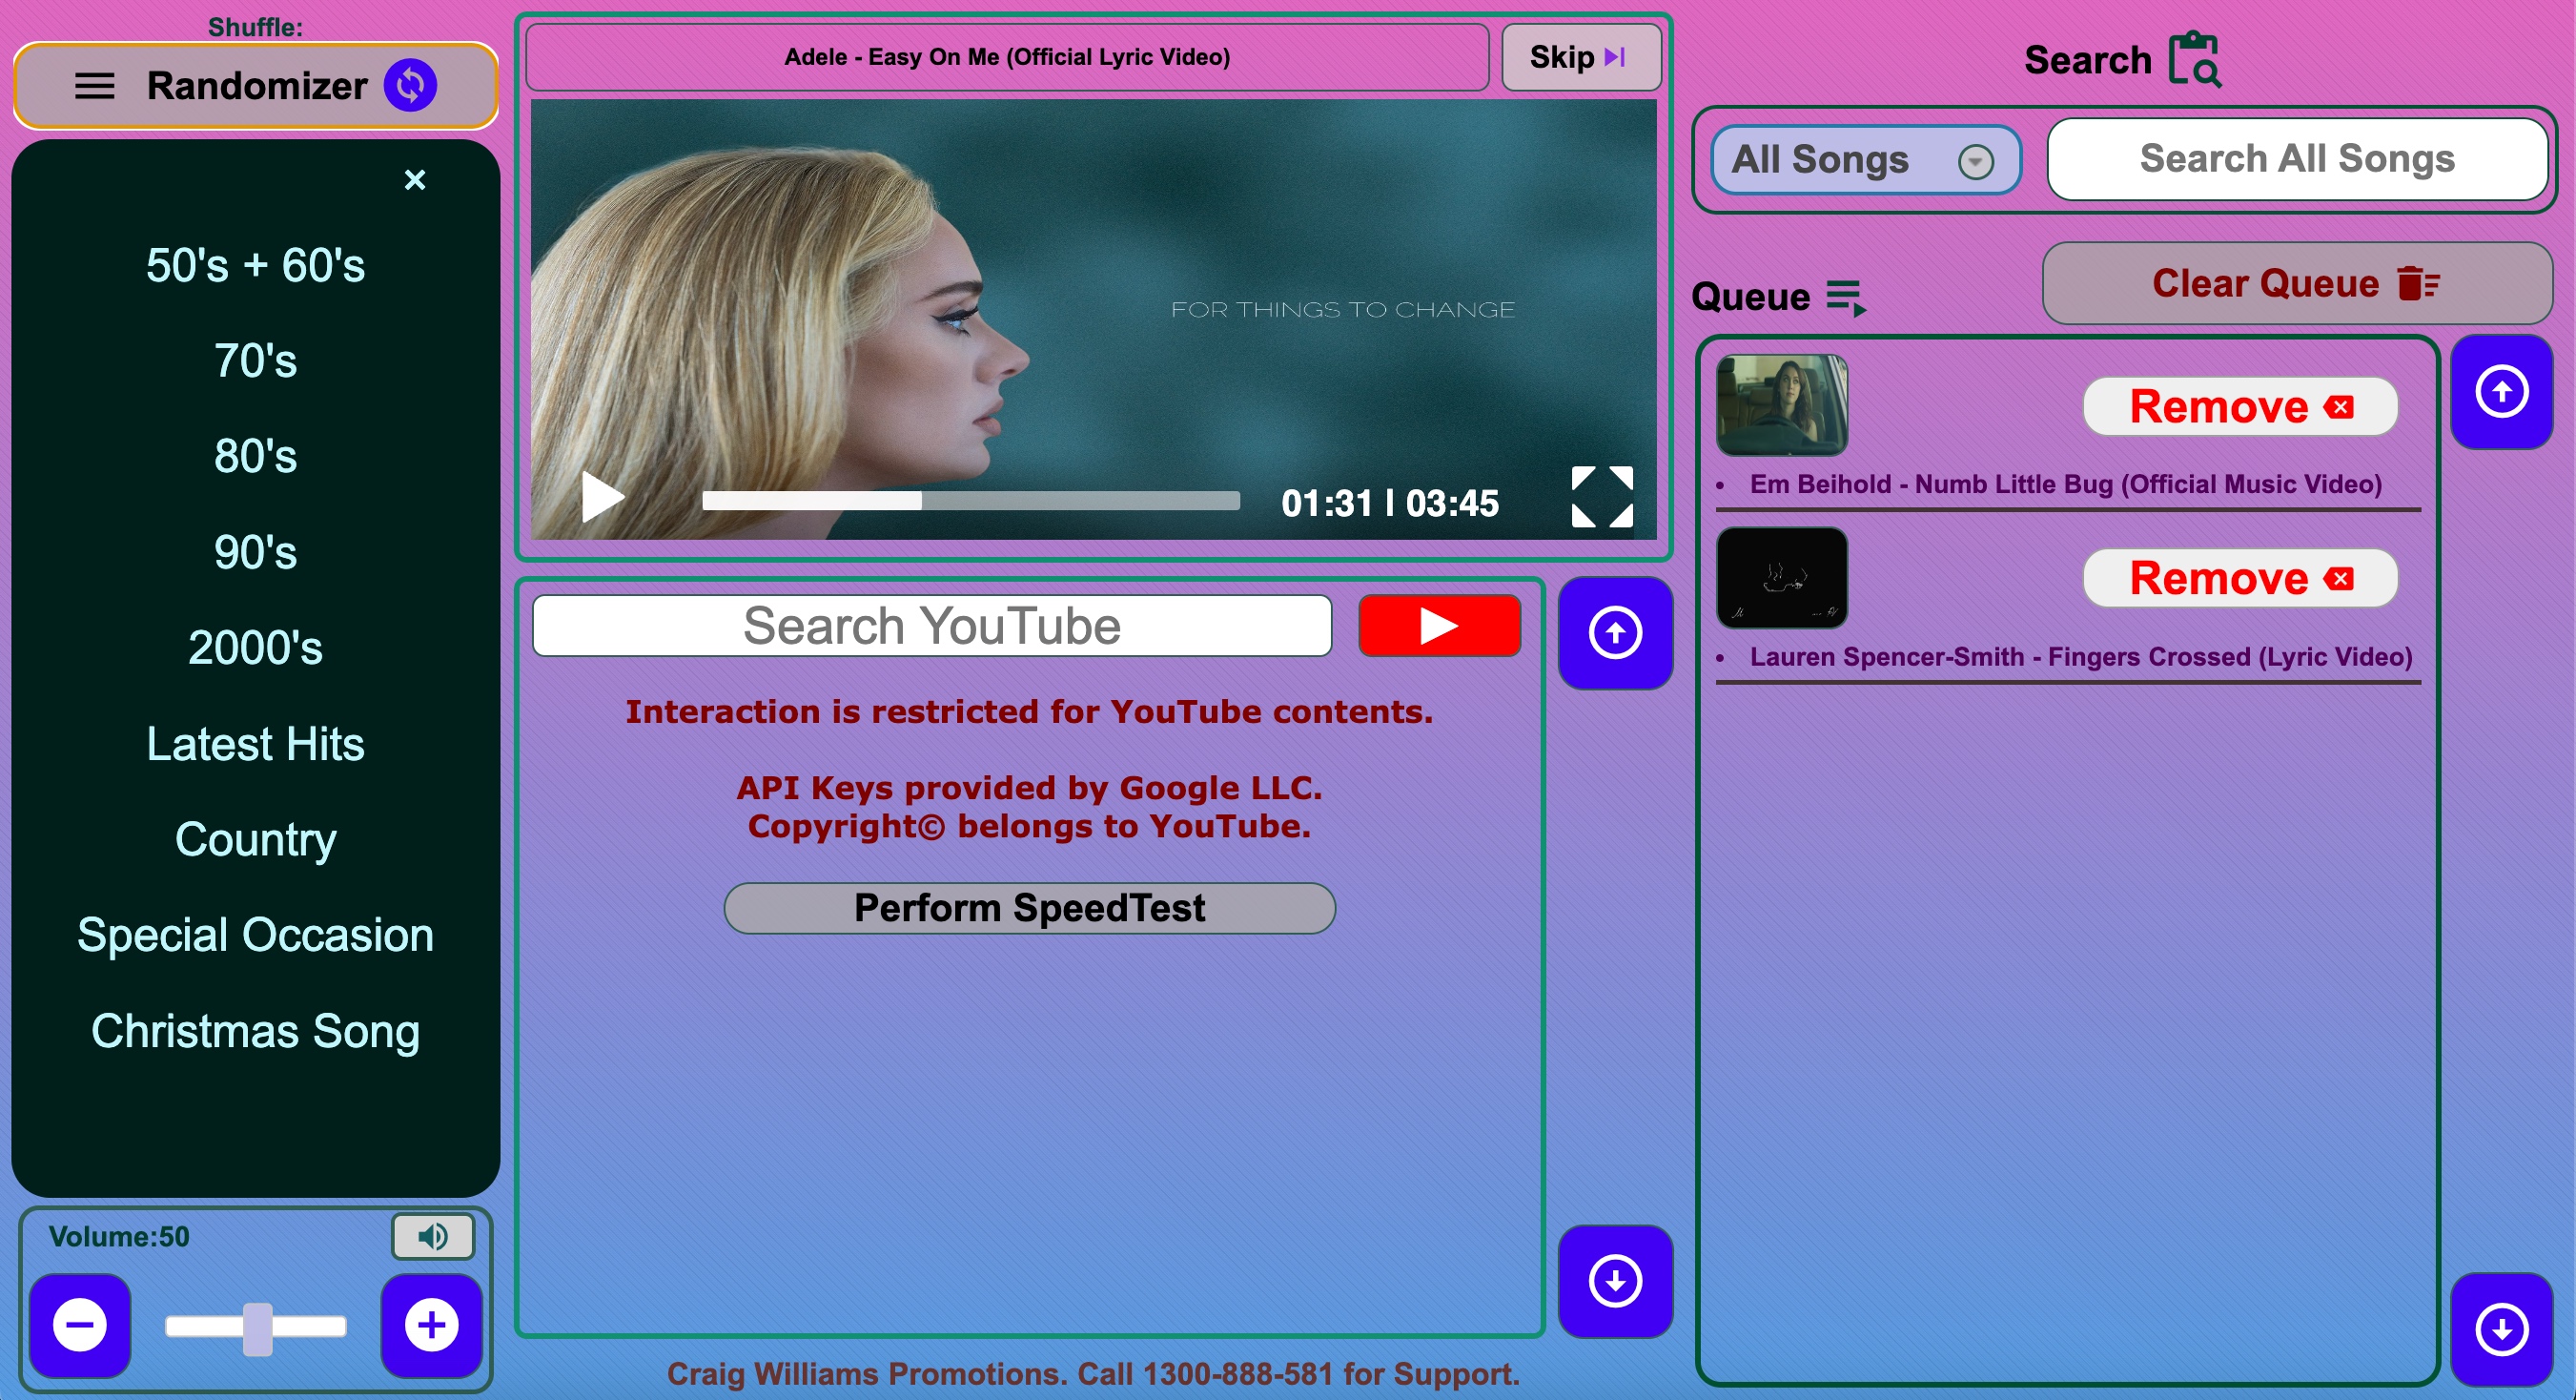 Shuffle:
Randomizer
×
50's + 60's
70's
80's
90's
2000's
Latest Hits
Country
Special Occasion
Christmas Song
Volume:50
Adele - Easy On Me (Official Lyric Video)
Skip
FOR THINGS TO CHANGE
01:31 | 03:45
Search YouTube
Interaction is restricted for YouTube contents.
API Keys provided by Google LLC.
Copyright© belongs to YouTube.
Perform SpeedTest
Craig Williams Promotions. Call 1300-888-581 for Support.
Search
All Songs
Search All Songs
Queue
Clear Queue
Remove
• Em Beihold - Numb Little Bug (Official Music Video)
Remove
• Lauren Spencer-Smith - Fingers Crossed (Lyric Video)